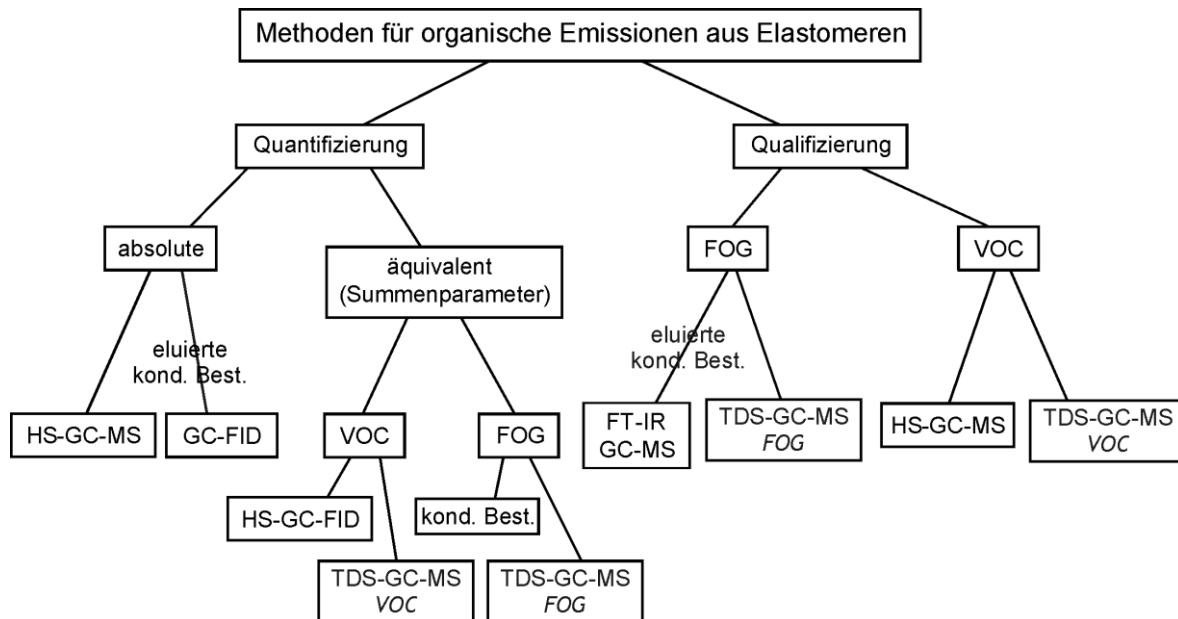 Methoden für organische Emissionen aus Elastomeren
Quantifizierung
Qualifizierung
absolute
äquivalent
(Summenparameter)
FOG
VOC
eluierte
kond. Best.
eluierte
kond. Best.
HS-GC-MS
GC-FID
VOC
FOG
FT-IR
GC-MS
TDS-GC-MS
FOG
HS-GC-MS
TDS-GC-MS
VOC
HS-GC-FID
kond. Best.
TDS-GC-MS
VOC
TDS-GC-MS
FOG